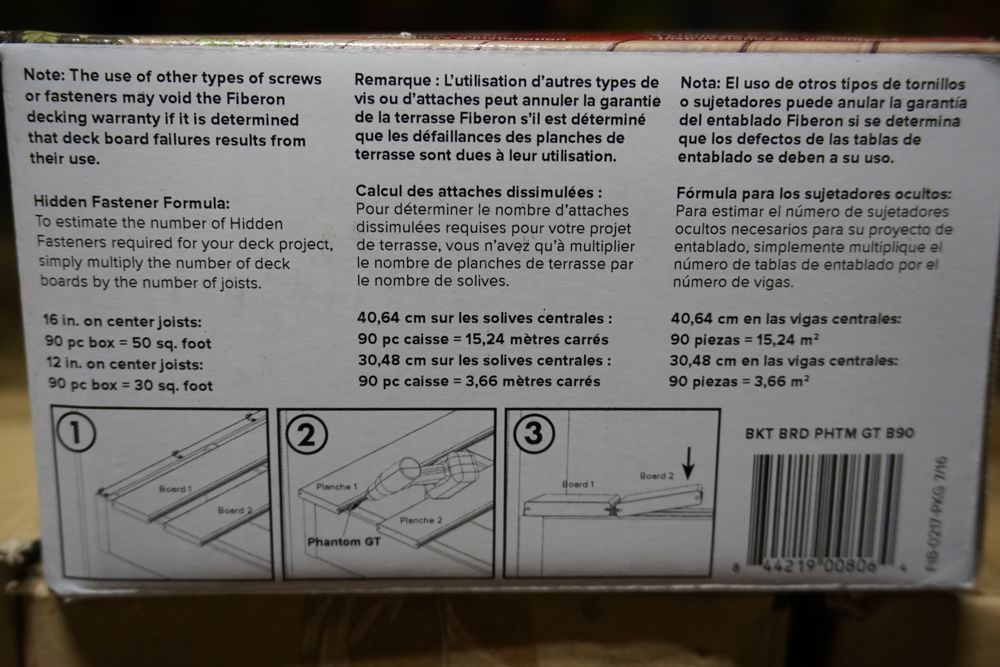 Note: The use of other types of screws
or fasteners may void the Fiberon
decking warranty if it is determined
that deck board failures results from
their use.
Hidden Fastener Formula:
To estimate the number of Hidden
Fasteners required for your deck project,
simply multiply the number of deck
boards by the number of joists.
16 in. on center joists:
90 pc box = 50 sq. foot
12 in. on center joists:
90 pc box = 30 sq. foot
Remarque : L'utilisation d'autres types de
vis ou d'attaches peut annuler la garantie
de la terrasse Fiberon s'il est déterminé
que les défaillances des planches de
terrasse sont dues à leur utilisation.
Calcul des attaches dissimulées :
Pour déterminer le nombre d'attaches
dissimulées requises pour votre projet
de terrasse, vous n'avez qu'à multiplier
le nombre de planches de terrasse par
le nombre de solives.
40,64 cm sur les solives centrales :
90 pc caisse = 15,24 mètres carrés
30,48 cm sur les solives centrales :
90 pc caisse = 3,66 mètres carrés
Nota: El uso de otros tipos de tornillos
o sujetadores puede anular la garantía
del entablado Fiberon si se determina
que los defectos de las tablas de
entablado se deben a su uso.
Fórmula para los sujetadores ocultos:
Para estimar el número de sujetadores
ocultos necesarios para su proyecto de
entablado, simplemente multiplique el
número de tablas de entablado por el
número de vigas.
40,64 cm en las vigas centrales:
90 piezas = 15,24 m²
30,48 cm en las vigas centrales:
90 piezas = 3,66 m²
1
Board 1
Board 2
2
Planche 1
Planche 2
Phantom GT
3
Board 1
Board 2
BKT BRD PHTM GT B90
8 44219 00806 4
FIB-0217-PKG 7/16